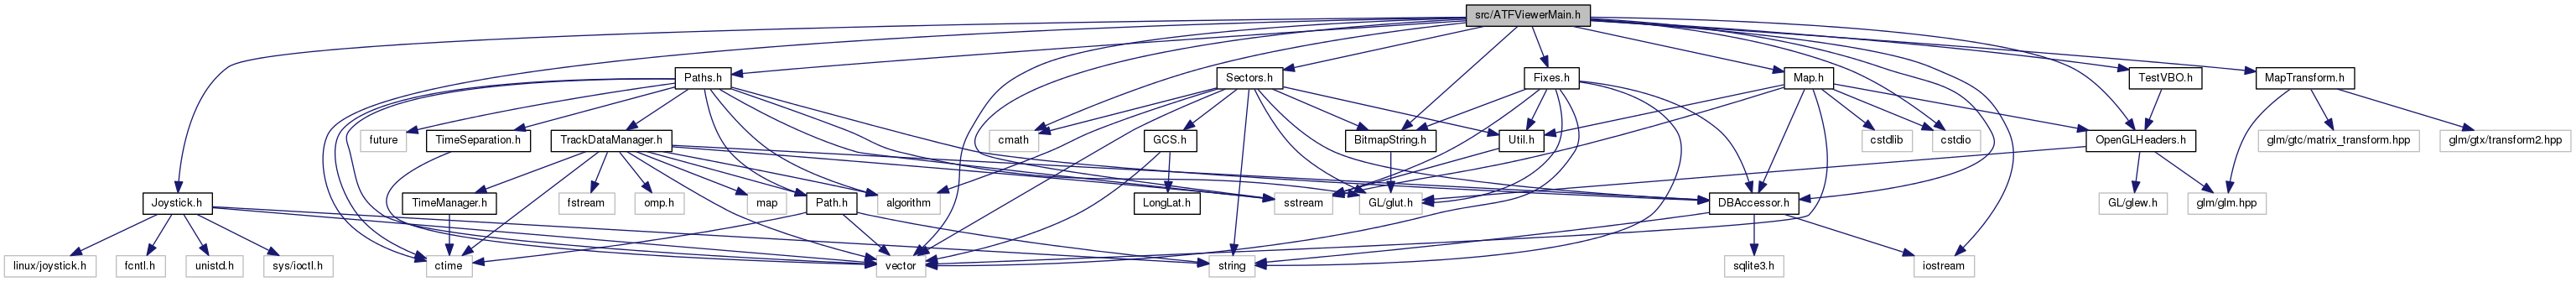 src/ATFViewerMain.h
Paths.h
Sectors.h
Fixes.h
Map.h
TestVBO.h
MapTransform.h
future
TimeSeparation.h
TrackDataManager.h
cmath
GCS.h
BitmapString.h
Util.h
cstdlib
cstdio
OpenGLHeaders.h
glm/gtc/matrix_transform.hpp
glm/gtx/transform2.hpp
Joystick.h
TimeManager.h
fstream
omp.h
map
Path.h
algorithm
LongLat.h
sstream
GL/glut.h
DBAccessor.h
GL/glew.h
glm/glm.hpp
linux/joystick.h
fcntl.h
unistd.h
sys/ioctl.h
ctime
vector
string
sqlite3.h
iostream